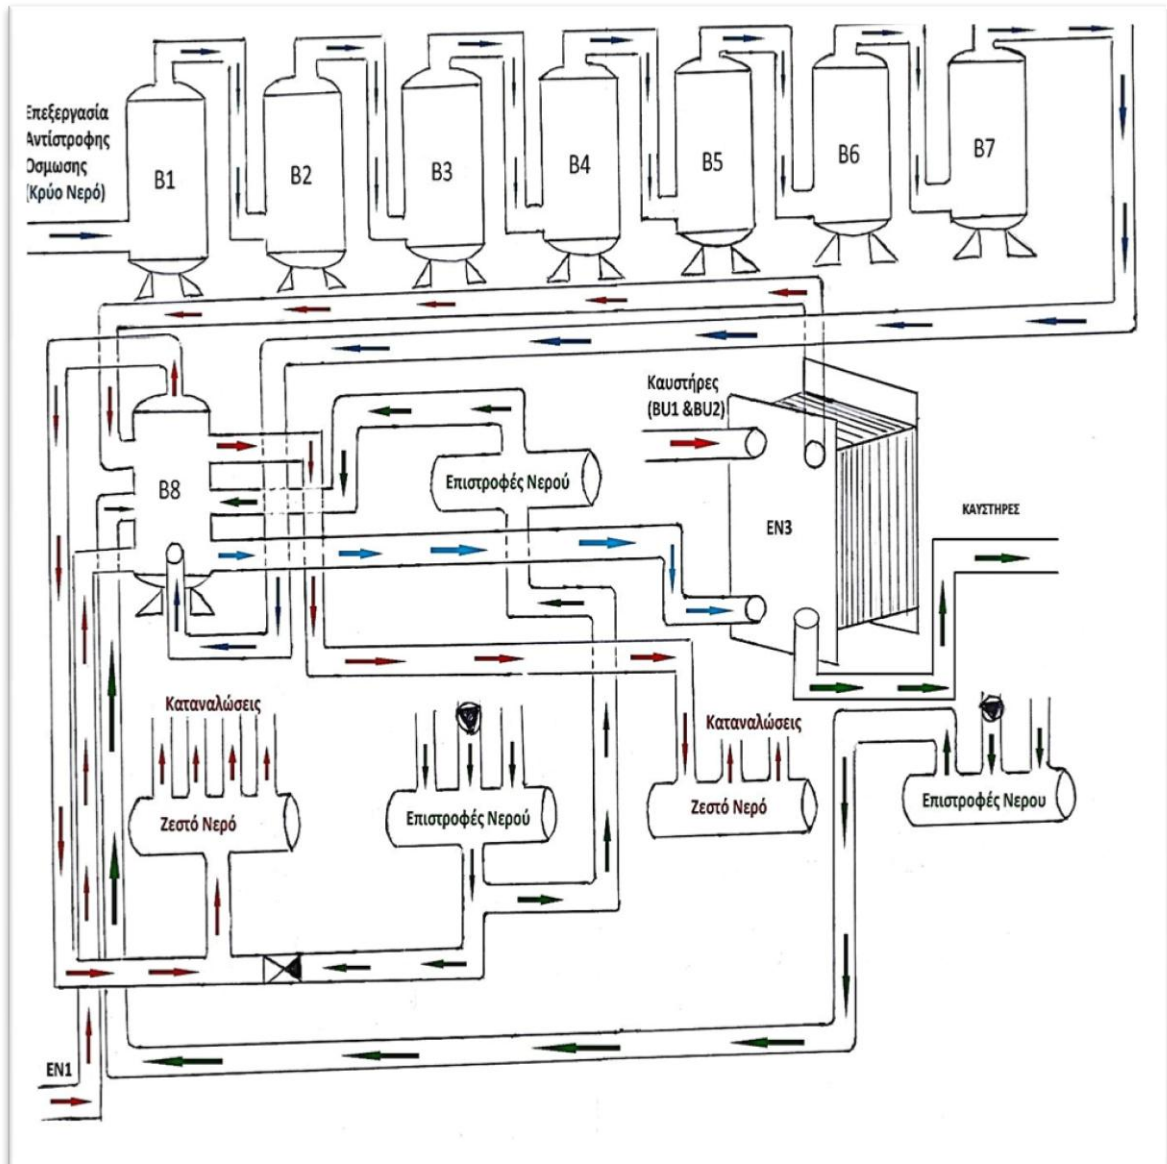 Επεξεργασία
Αντίστροφης
Όσμωσης
(Κρύο Νερό)
B1
B2
B3
B4
B5
B6
B7
Καυστήρες
(BU1 &BU2)
B8
Επιστροφές Νερού
EN3
ΚΑΥΣΤΗΡΕΣ
Καταναλώσεις
Καταναλώσεις
Ζεστό Νερό
Επιστροφές Νερού
Ζεστό Νερό
Επιστροφές Νερου
EN1